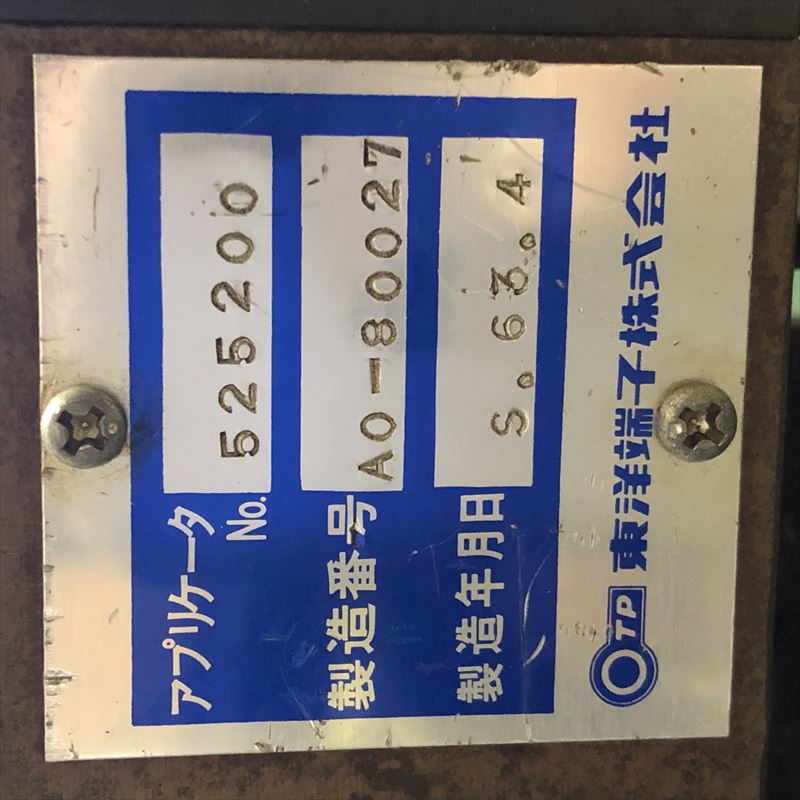 アプリケータ No. 525200
製造番号 AO-80027
製造年月日 S. 63. 4
TP 東洋端子株式会社